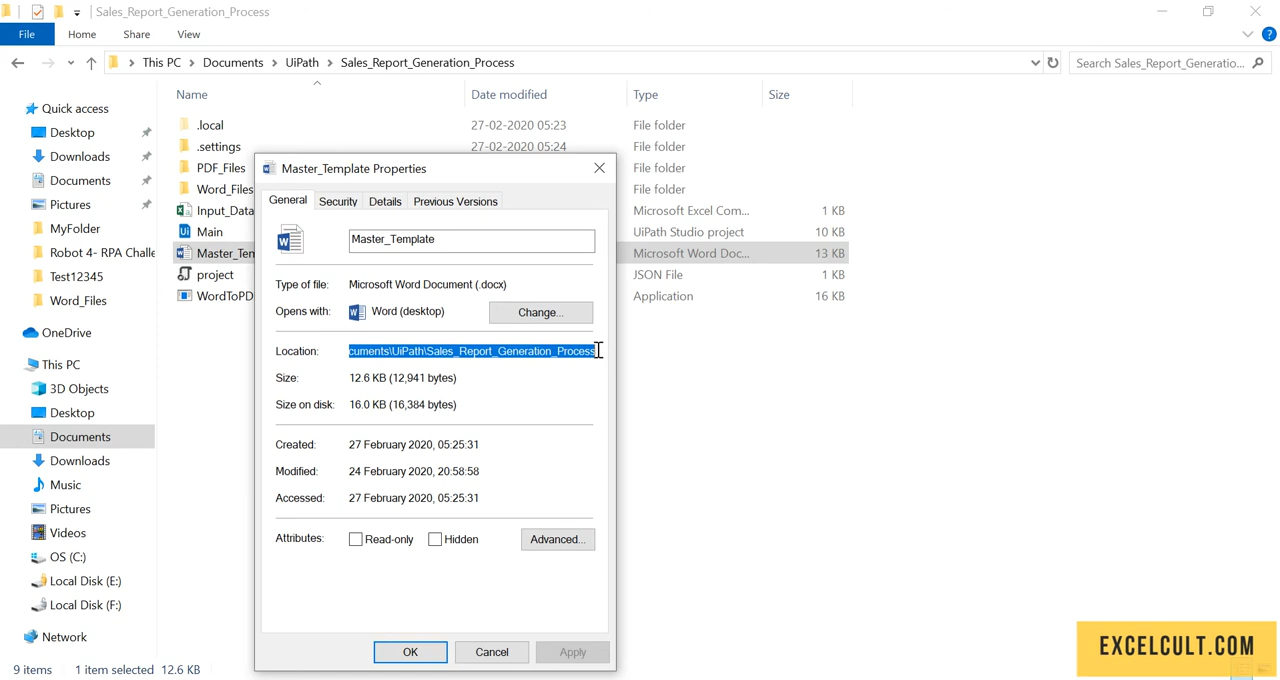 Sales_Report_Generation_Process
File Home Share View
This PC Documents UiPath Sales_Report_Generation_Process
Search Sales_Report_Generatio...
Name Date modified Type Size
Quick access
Desktop
Downloads
Documents
Pictures
MyFolder
Robot 4- RPA Challe
Test12345
Word_Files
OneDrive
This PC
3D Objects
Desktop
Documents
Downloads
Music
Pictures
Videos
OS (C:)
Local Disk (E:)
Local Disk (F:)
Network
.local 27-02-2020 05:23 File folder
.settings 27-02-2020 05:24 File folder
PDF_Files File folder
Word_Files File folder
Input_Data Microsoft Excel Com... 1 KB
Main UiPath Studio project 10 KB
Master_Tem Microsoft Word Doc... 13 KB
project JSON File 1 KB
WordToPD Application 16 KB
Master_Template Properties
General Security Details Previous Versions
Master_Template
Type of file: Microsoft Word Document (.docx)
Opens with: Word (desktop) Change...
Location: cuments\UiPath\Sales_Report_Generation_Process
Size: 12.6 KB (12,941 bytes)
Size on disk: 16.0 KB (16,384 bytes)
Created: 27 February 2020, 05:25:31
Modified: 24 February 2020, 20:58:58
Accessed: 27 February 2020, 05:25:31
Attributes: Read-only Hidden Advanced...
OK Cancel Apply
9 items 1 item selected 12.6 KB
EXCELCULT.COM